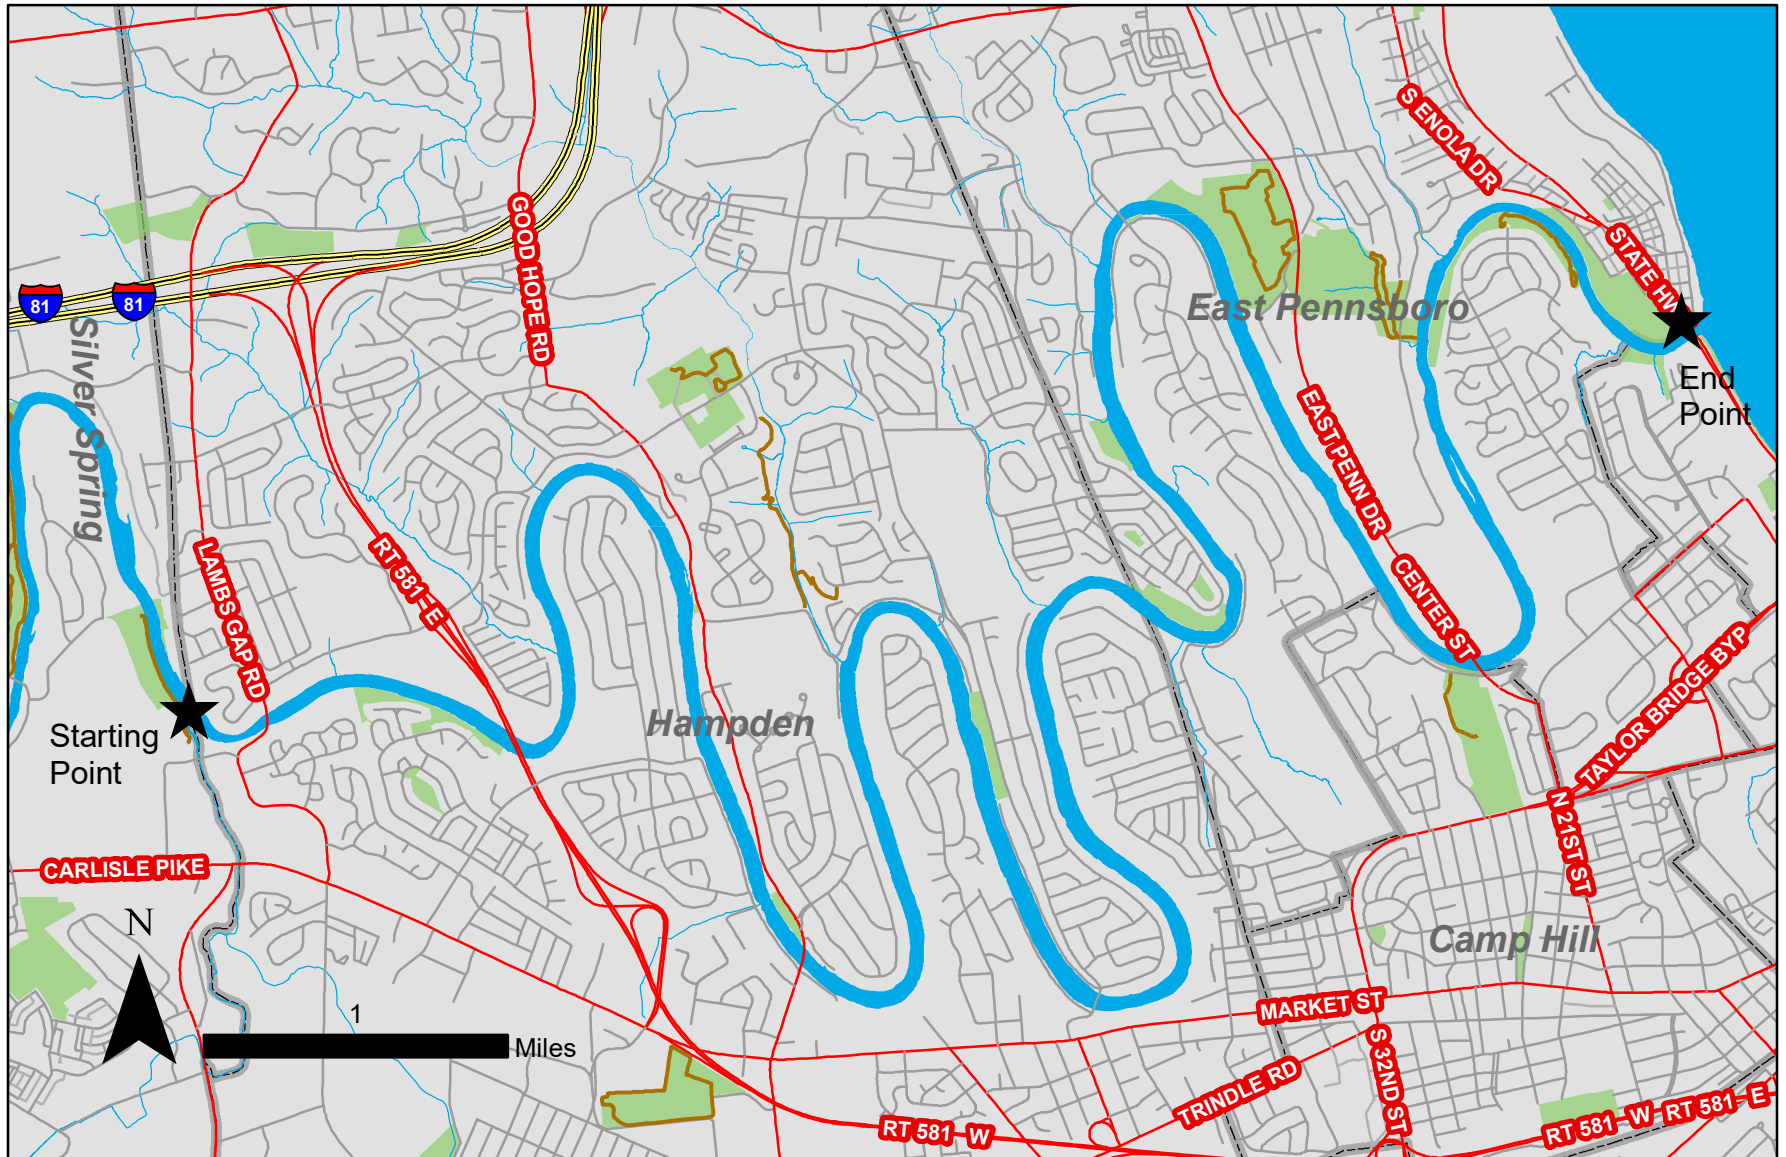 S ENOLA DR
GOOD HOPE RD
STATE HW
81
81
East Pennsboro
Silver Spring
End
Point
EAST PENN DR
LAMBS GAP RD
RT 581 E
CENTER ST
TAYLOR BRIDGE BYP
Hampden
Starting
Point
N 21ST ST
CARLISLE PIKE
N
Camp Hill
MARKET ST
1
Miles
S 32ND ST
TRINDLE RD
RT 581 W
RT 581 W
RT 581 E